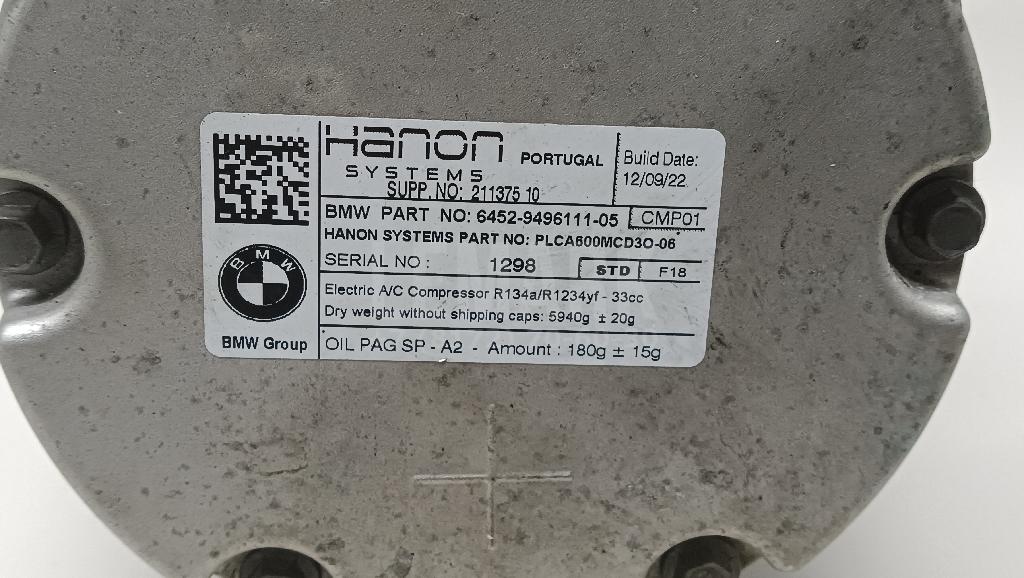 Hanon
SYSTEMS
PORTUGAL
Build Date:
12/09/22
SUPP. NO: 211375 10
BMW PART NO: 6452-9496111-05 CMP01
HANON SYSTEMS PART NO: PLCA600MCD3O-06
SERIAL NO : 1298 STD F18
Electric A/C Compressor R134a/R1234yf - 33cc
Dry weight without shipping caps: 5940g ± 20g
OIL PAG SP - A2 - Amount : 180g ± 15g
BMW
BMW Group